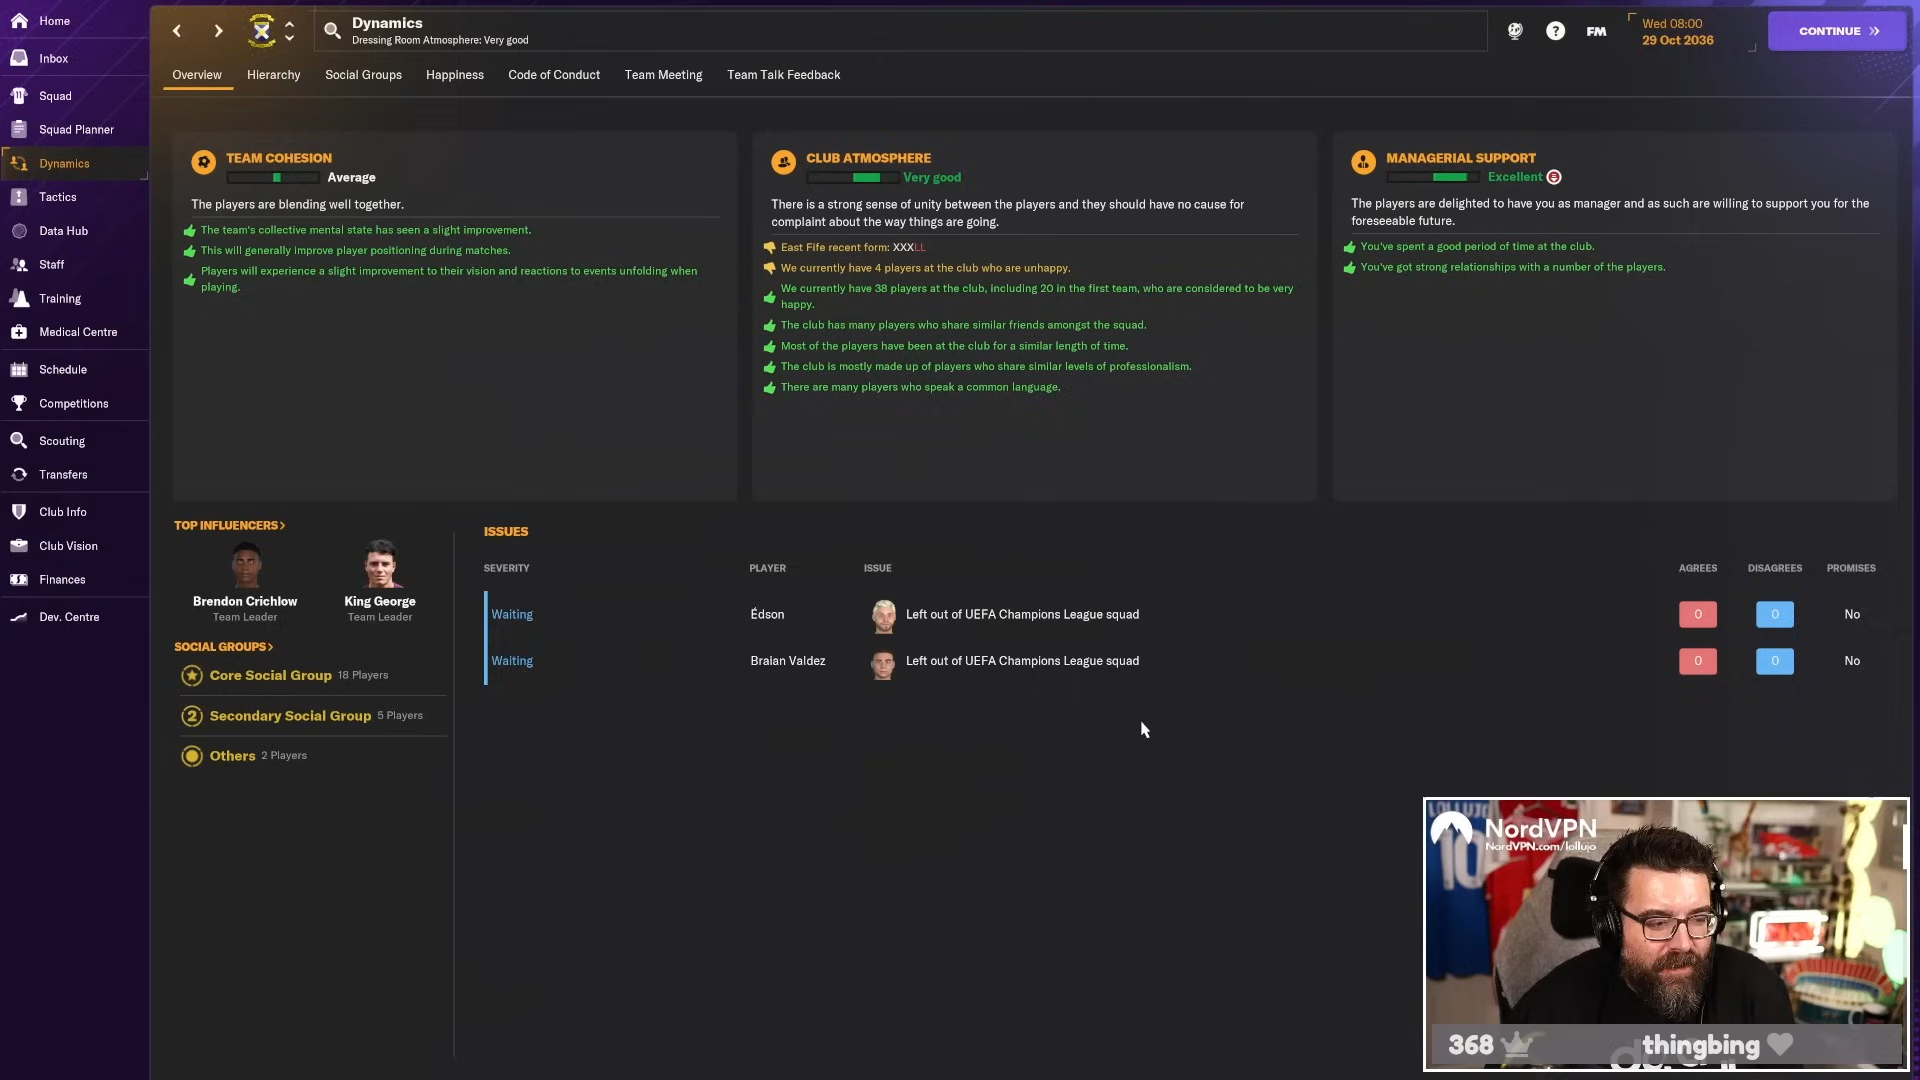 Home
Inbox
Squad
Squad Planner
Dynamics
Tactics
Data Hub
Staff
Training
Medical Centre
Schedule
Competitions
Scouting
Transfers
Club Info
Club Vision
Finances
Dev. Centre
Dynamics
Dressing Room Atmosphere: Very good
FM
Wed 08:00
29 Oct 2036
CONTINUE
Overview Hierarchy Social Groups Happiness Code of Conduct Team Meeting Team Talk Feedback
TEAM COHESION
Average
The players are blending well together.
The team's collective mental state has seen a slight improvement.
This will generally improve player positioning during matches.
Players will experience a slight improvement to their vision and reactions to events unfolding when
playing.
CLUB ATMOSPHERE
Very good
There is a strong sense of unity between the players and they should have no cause for
complaint about the way things are going.
East Fife recent form: XXXLL
We currently have 4 players at the club who are unhappy.
We currently have 38 players at the club, including 20 in the first team, who are considered to be very
happy.
The club has many players who share similar friends amongst the squad.
Most of the players have been at the club for a similar length of time.
The club is mostly made up of players who share similar levels of professionalism.
There are many players who speak a common language.
MANAGERIAL SUPPORT
Excellent
The players are delighted to have you as manager and as such are willing to support you for the
foreseeable future.
You've spent a good period of time at the club.
You've got strong relationships with a number of the players.
TOP INFLUENCERS>
Brendon Crichlow
Team Leader
King George
Team Leader
SOCIAL GROUPS>
Core Social Group 18 Players
2 Secondary Social Group 5 Players
Others 2 Players
ISSUES
SEVERITY PLAYER ISSUE AGREES DISAGREES PROMISES
Waiting Édson Left out of UEFA Champions League squad 0 0 No
Waiting Braian Valdez Left out of UEFA Champions League squad 0 0 No
NordVPN
NordVPN.com/lollujo
10
368 thingbing